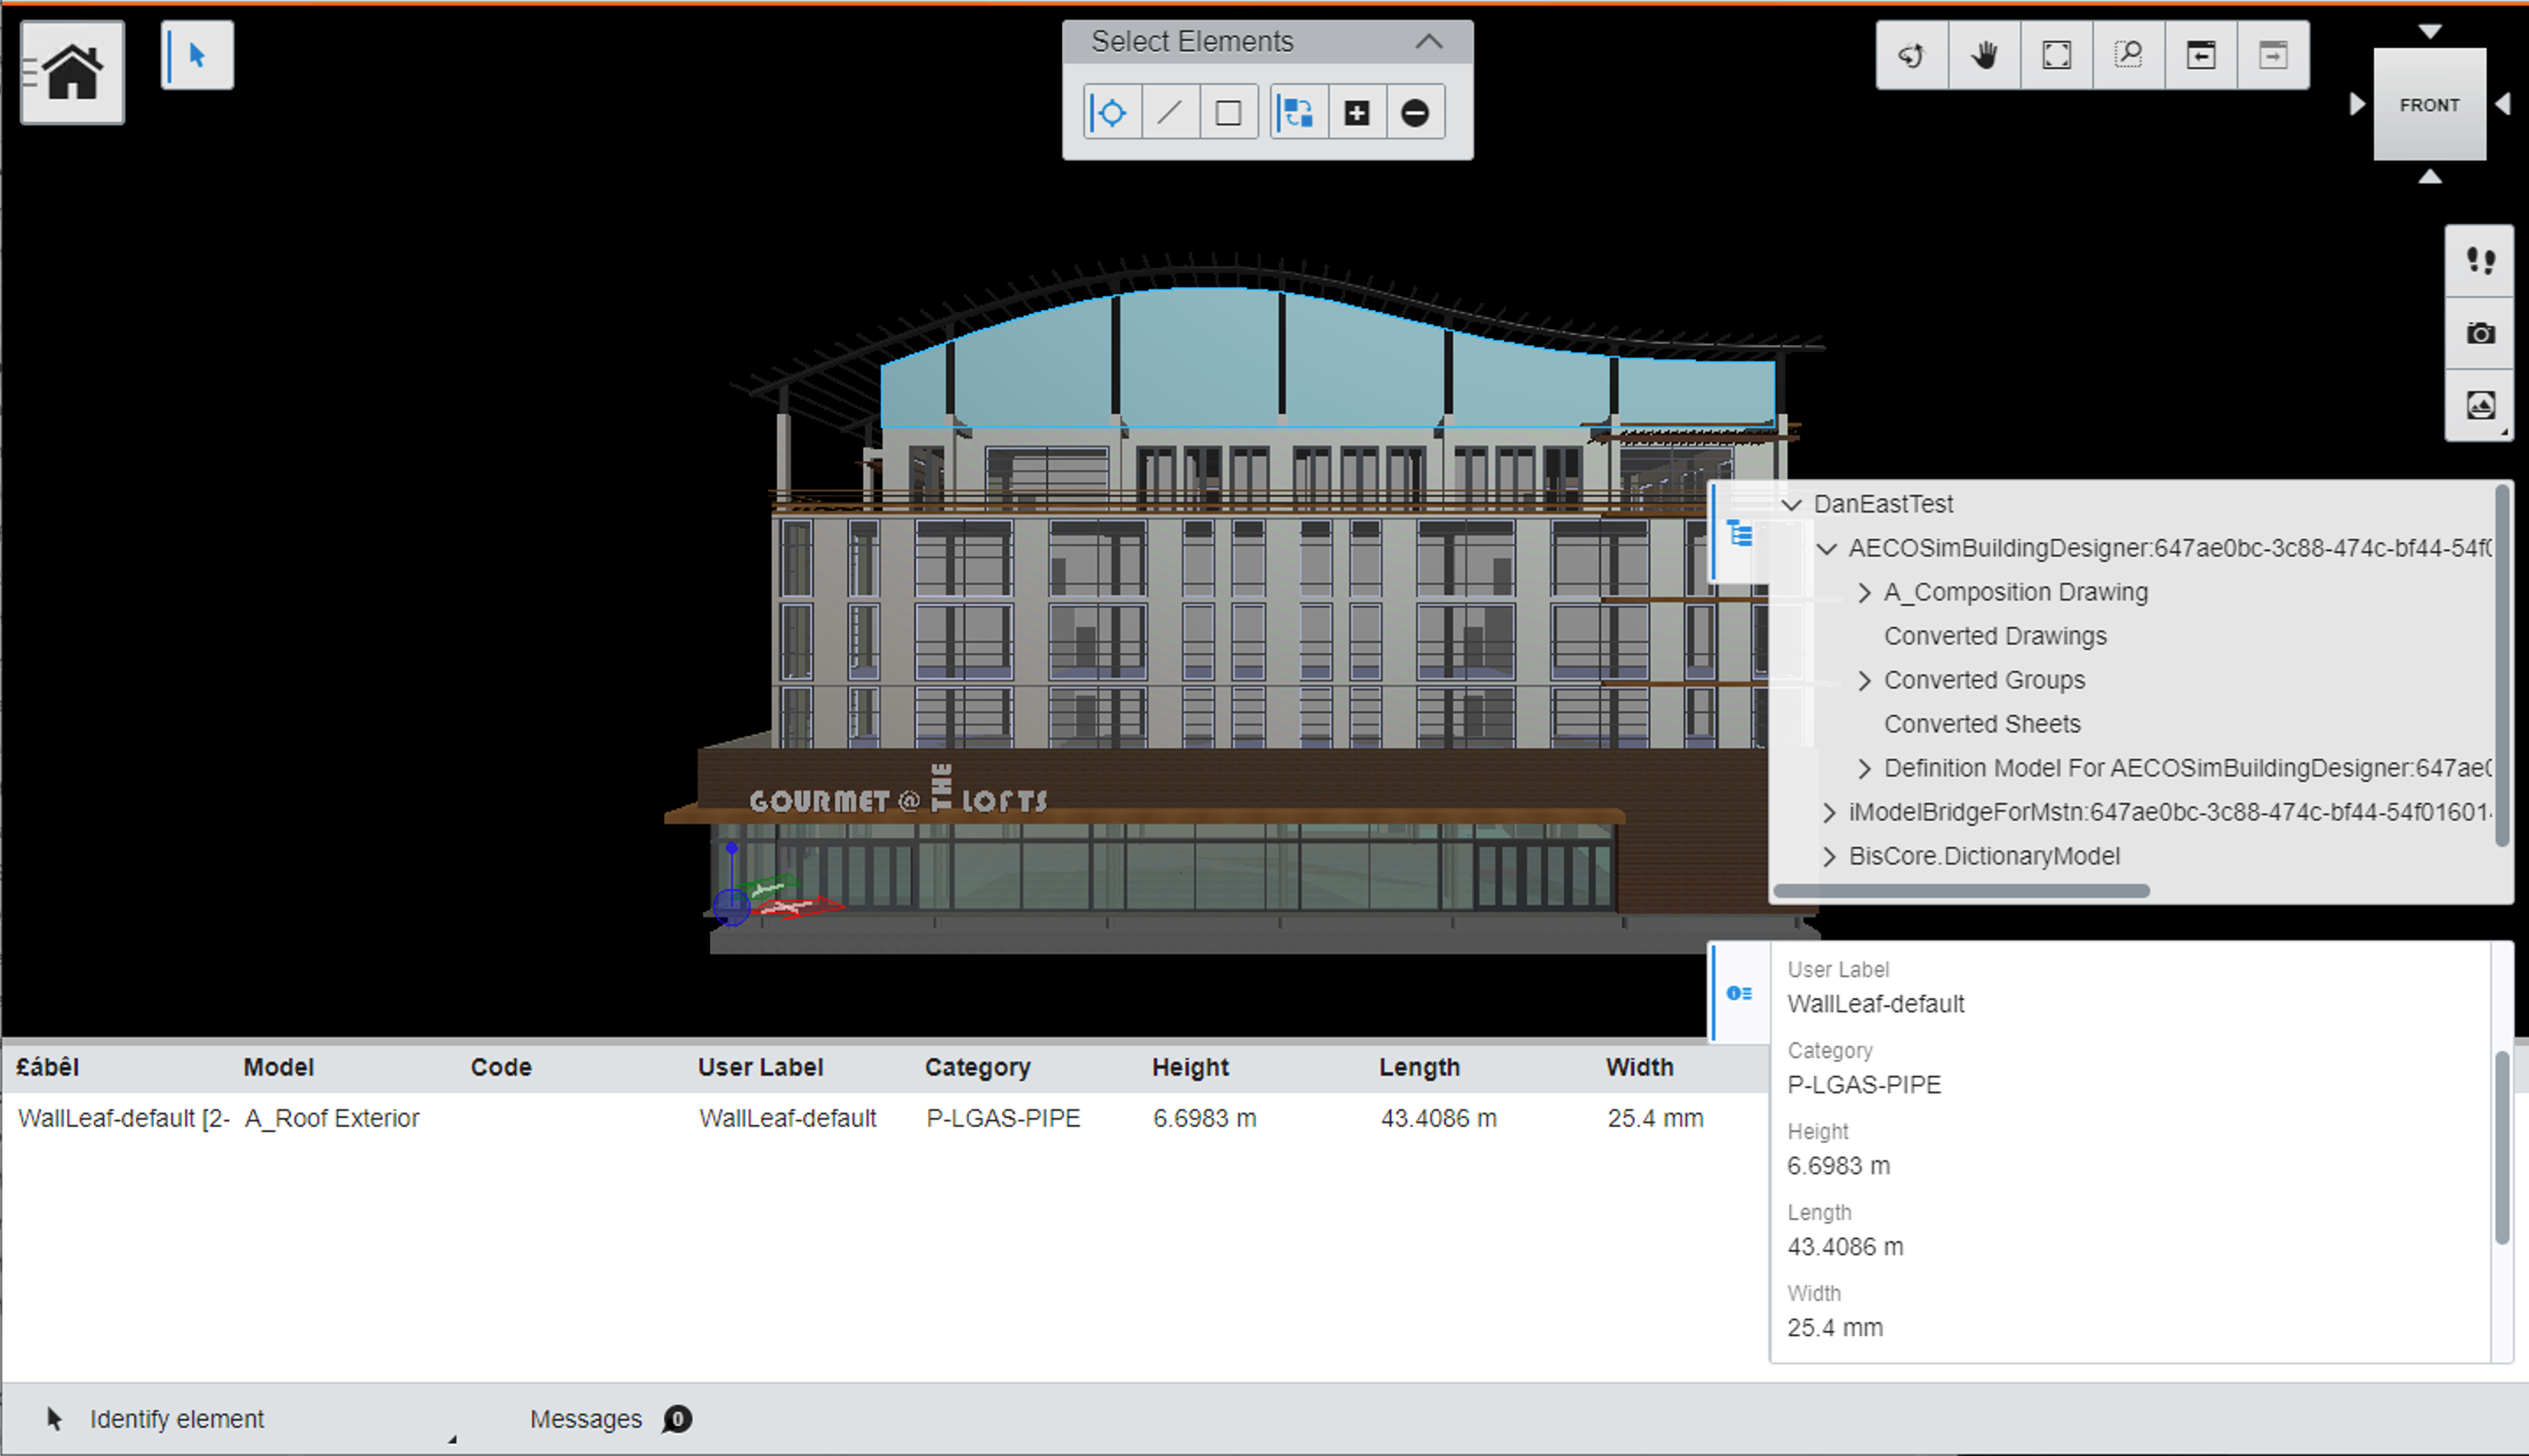 Select Elements
FRONT
DanEastTest
AECOSimBuildingDesigner:647ae0bc-3c88-474c-bf44-54f0
A_Composition Drawing
Converted Drawings
Converted Groups
Converted Sheets
Definition Model For AECOSimBuildingDesigner:647ae0
iModelBridgeForMstn:647ae0bc-3c88-474c-bf44-54f01601
BisCore.DictionaryModel
GOURMET @ THE LOFTS
User Label
WallLeaf-default
Category
P-LGAS-PIPE
Height
6.6983 m
Length
43.4086 m
Width
25.4 mm
£ábêl Model Code User Label Category Height Length Width
WallLeaf-default [2- A_Roof Exterior WallLeaf-default P-LGAS-PIPE 6.6983 m 43.4086 m 25.4 mm
Identify element Messages 0